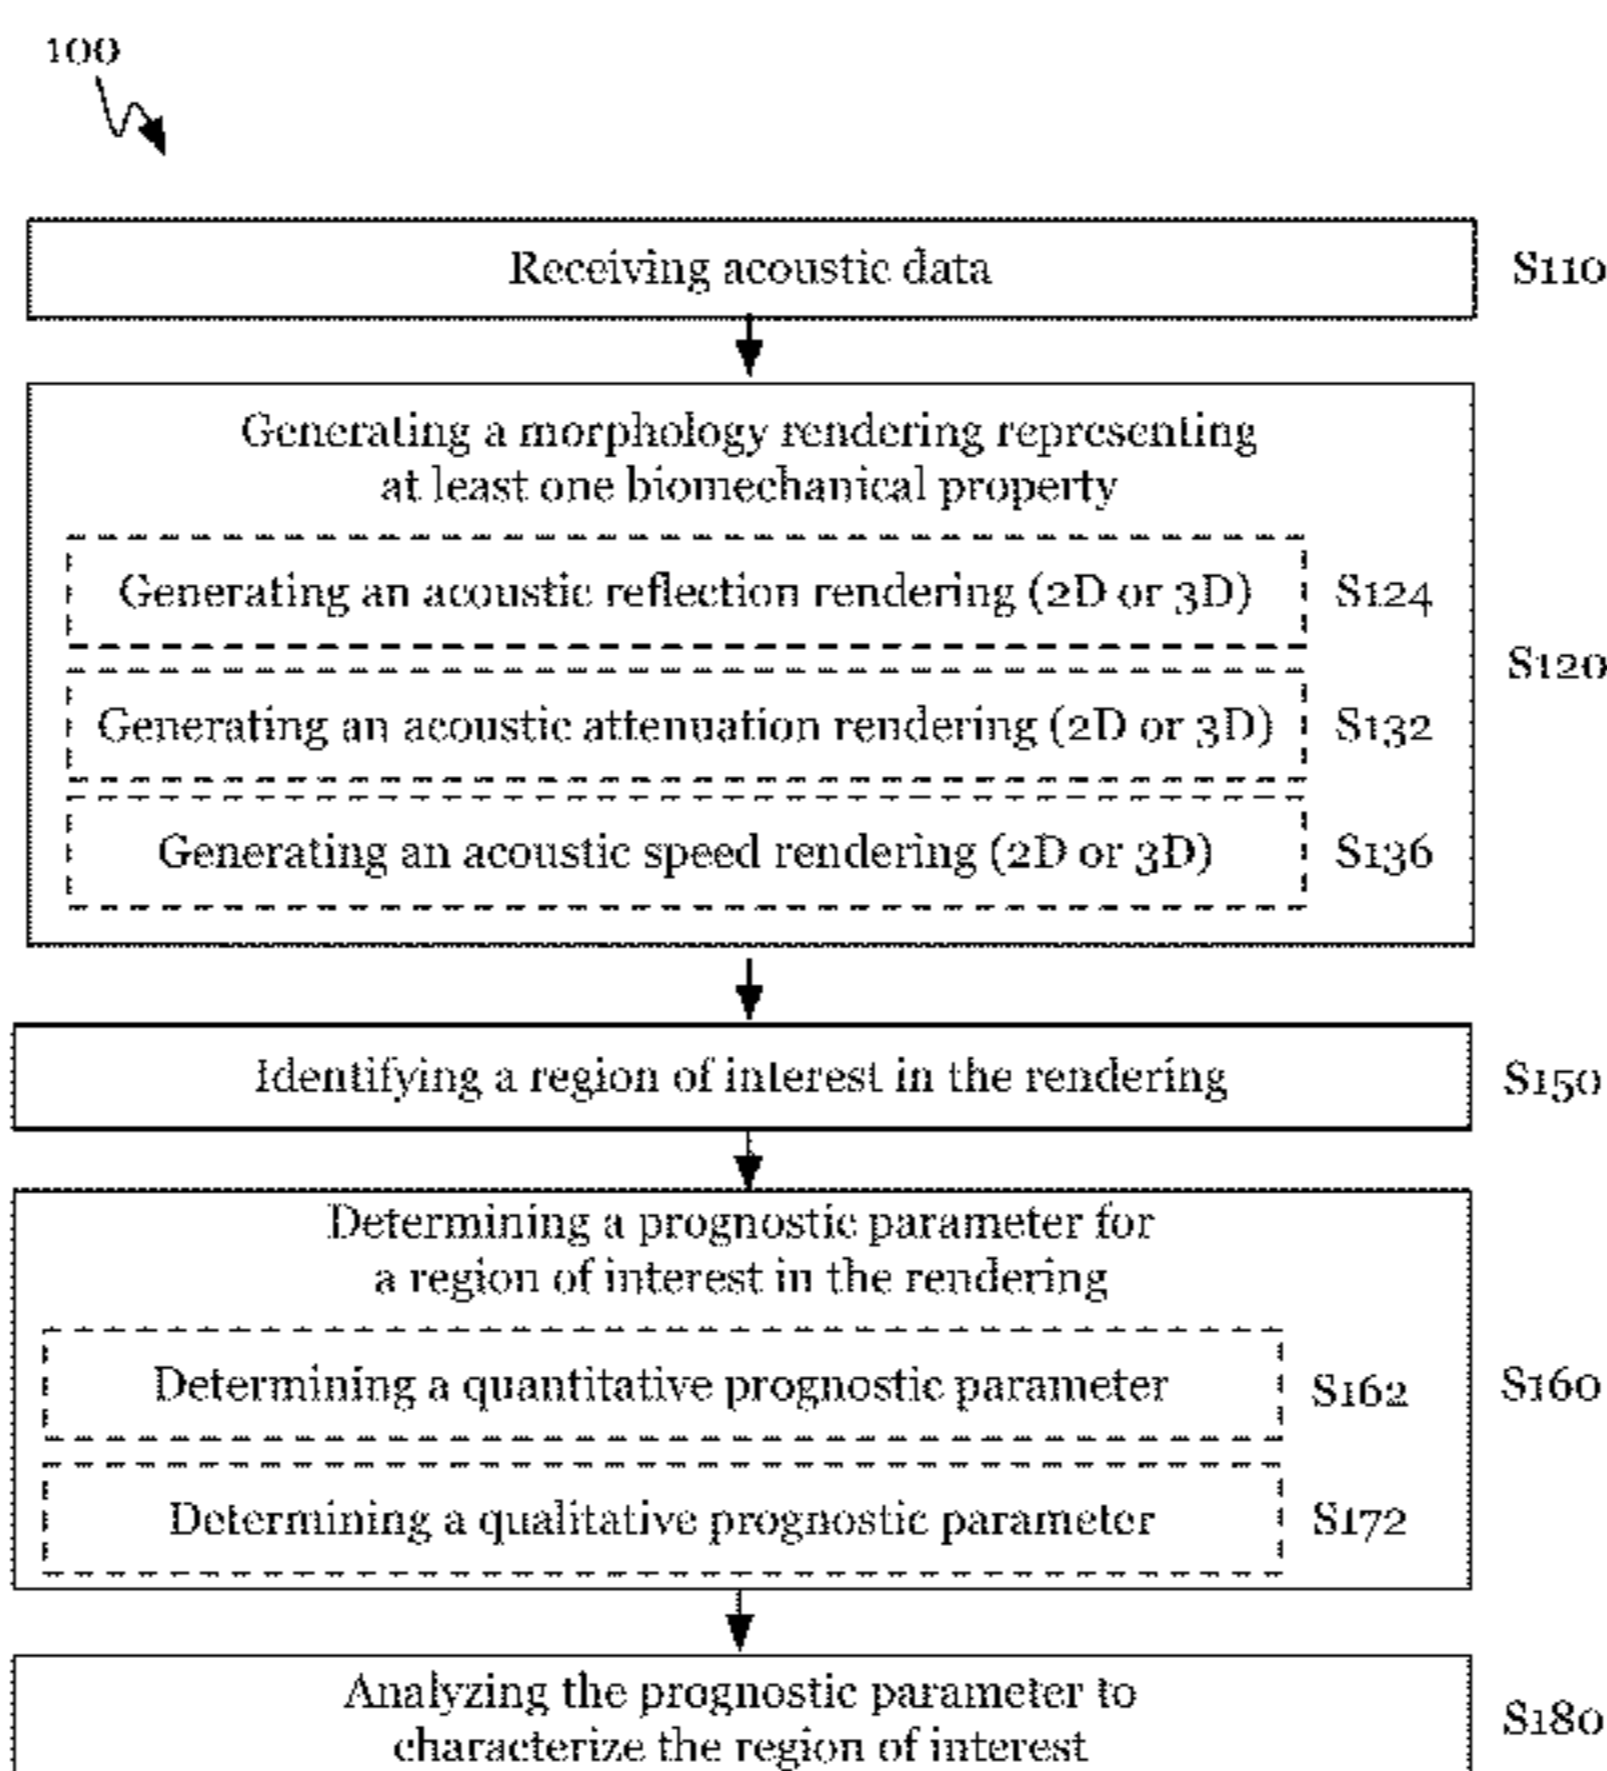 100
Receiving acoustic data
S110
Generating a morphology rendering representing
at least one biomechanical property
Generating an acoustic reflection rendering (2D or 3D)
S124
S120
Generating an acoustic attenuation rendering (2D or 3D)
S132
Generating an acoustic speed rendering (2D or 3D)
S136
Identifying a region of interest in the rendering
S150
Determining a prognostic parameter for
a region of interest in the rendering
Determining a quantitative prognostic parameter
S162
S160
Determining a qualitative prognostic parameter
S172
Analyzing the prognostic parameter to
characterize the region of interest
S180